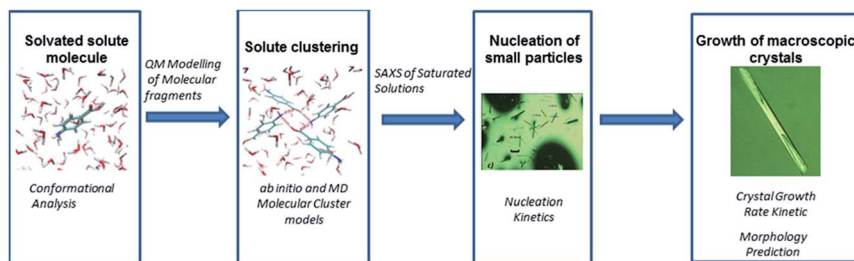 Solvated solute
molecule
Conformational
Analysis
QM Modelling
of Molecular
fragments
Solute clustering
ab initio and MD
Molecular Cluster
models
SAXS of Saturated
Solutions
Nucleation of
small particles
c)
Nucleation
Kinetics
Growth of macroscopic
crystals
Crystal Growth
Rate Kinetic
Morphology
Prediction